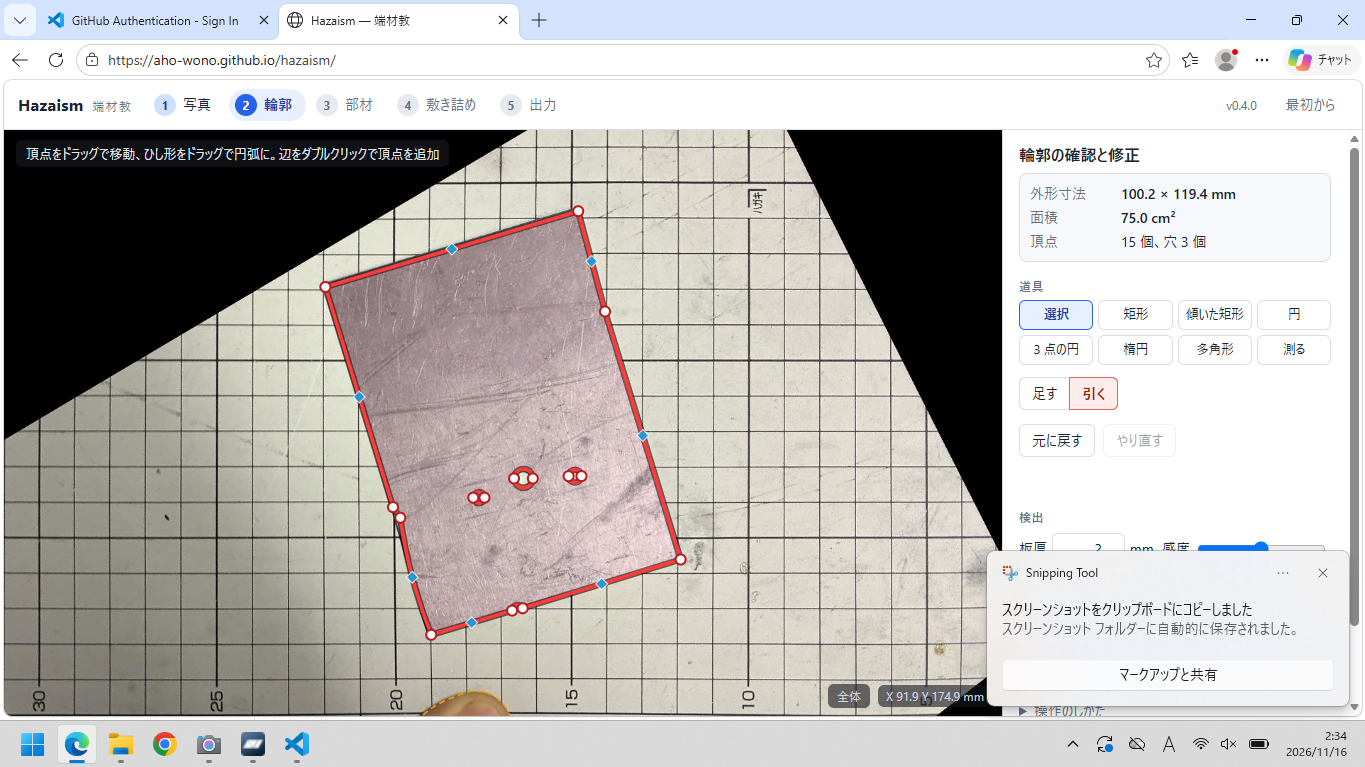 GitHub Authentication - Sign In
Hazaism — 端材教
https://aho-wono.github.io/hazaism/
チャット
Hazaism 端材教
1 写真
2 輪郭
3 部材
4 敷き詰め
5 出力
v0.4.0
最初から
頂点をドラッグで移動、ひし形をドラッグで円弧に。辺をダブルクリックで頂点を追加
ハガキ
30
25
20
15
10
全体
X 91.9 Y 174.9 mm
輪郭の確認と修正
外形寸法 100.2 × 119.4 mm
面積 75.0 cm²
頂点 15 個、穴 3 個
道具
選択 矩形 傾いた矩形 円
3 点の円 楕円 多角形 測る
足す 引く
元に戻す やり直す
検出
板厚 2 mm 感度
Snipping Tool
スクリーンショットをクリップボードにコピーしました
スクリーンショット フォルダーに自動的に保存されました。
マークアップと共有
操作のしかた
A
2:34
2026/11/16